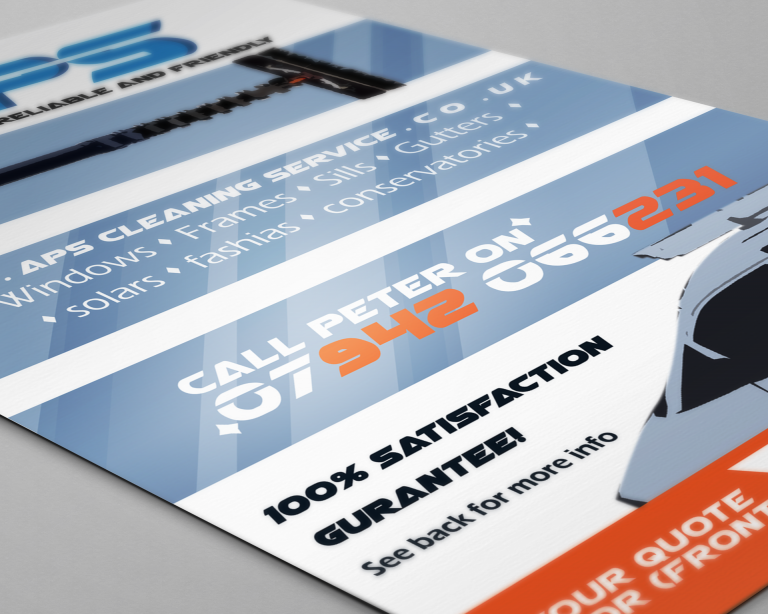 PS
RELIABLE AND FRIENDLY
· APS CLEANING SERVICE ·CO ·UK
Windows ♦ Frames ♦ Sills ♦ Gutters ♦
♦ solars ♦ fashias ♦ conservatories ♦
CALL PETER ON
07942 066231
100% SATISFACTION
GURANTEE!
See back for more info
OUR QUOTE
OR (FRONT